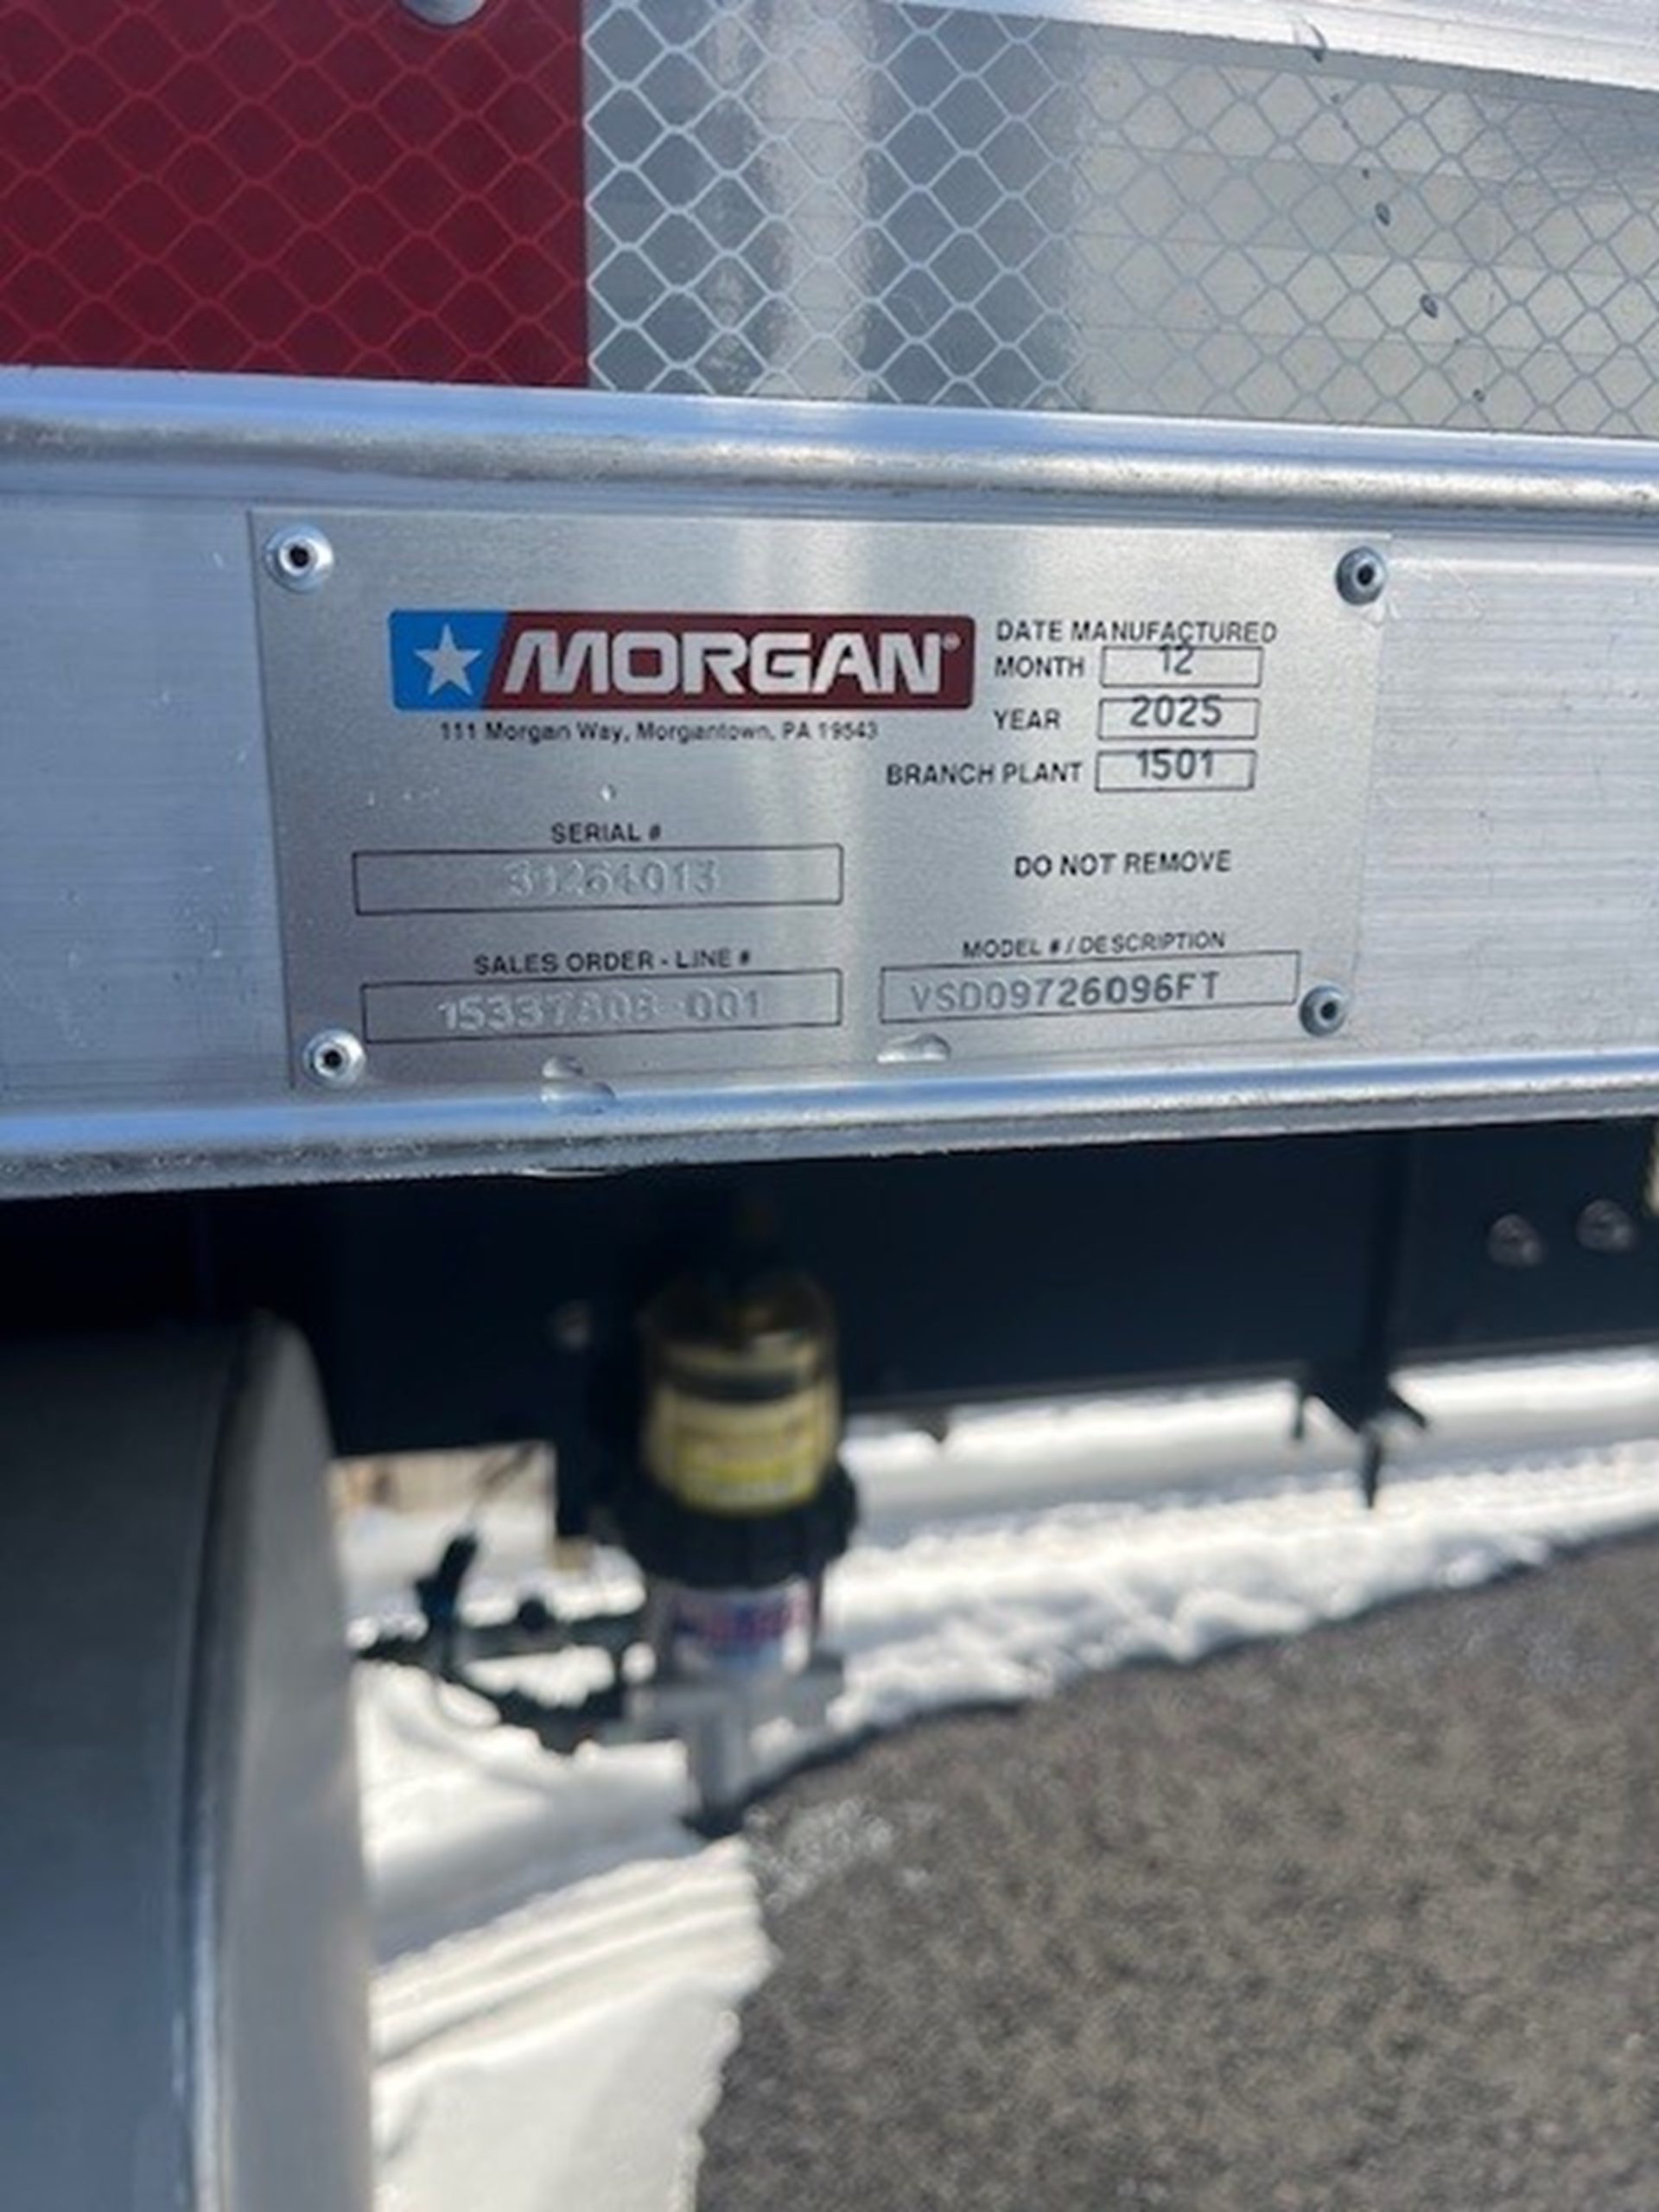 MORGAN®
111 Morgan Way, Morgantown, PA 19543
DATE MANUFACTURED
MONTH 12
YEAR 2025
BRANCH PLANT 1501
SERIAL #
DO NOT REMOVE
SALES ORDER - LINE #
MODEL # / DESCRIPTION
VSD09726096FT